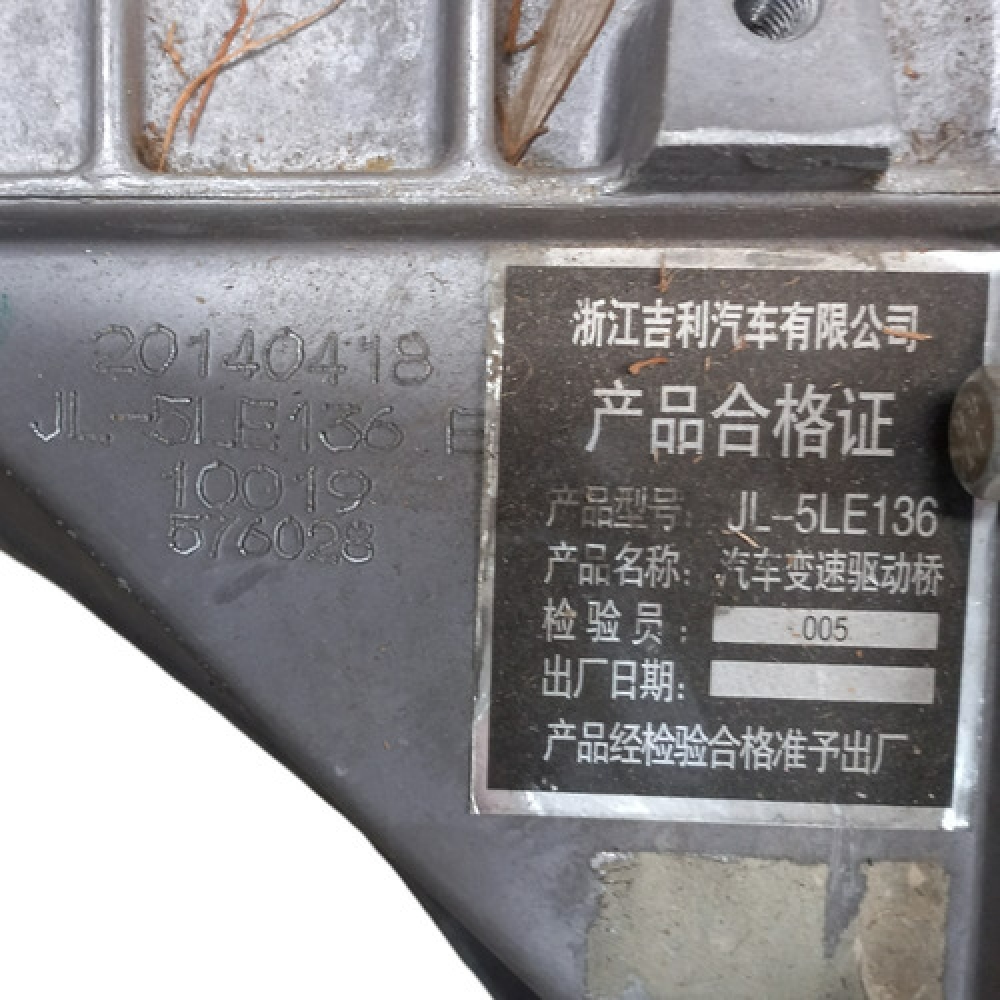 20140418
JL-5LE136 E
10019
576028
浙江吉利汽车有限公司
产品合格证
产品型号: JL-5LE136
产品名称: 汽车变速驱动桥
检验员: 005
出厂日期:
产品经检验合格准予出厂